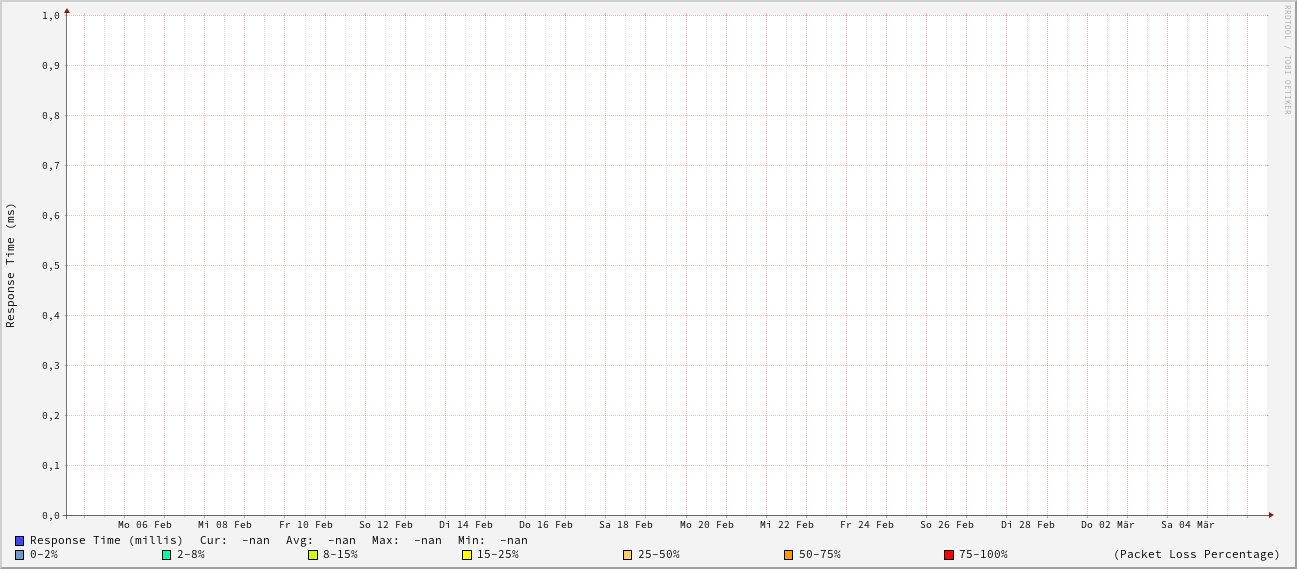 RRDTOOL / TOBI OETIKER
Response Time (ms)
1,0
0,9
0,8
0,7
0,6
0,5
0,4
0,3
0,2
0,1
0,0
Mo 06 Feb Mi 08 Feb Fr 10 Feb So 12 Feb Di 14 Feb Do 16 Feb Sa 18 Feb Mo 20 Feb Mi 22 Feb Fr 24 Feb So 26 Feb Di 28 Feb Do 02 Mär Sa 04 Mär
Response Time (millis) Cur: -nan Avg: -nan Max: -nan Min: -nan
0-2% 2-8% 8-15% 15-25% 25-50% 50-75% 75-100% (Packet Loss Percentage)